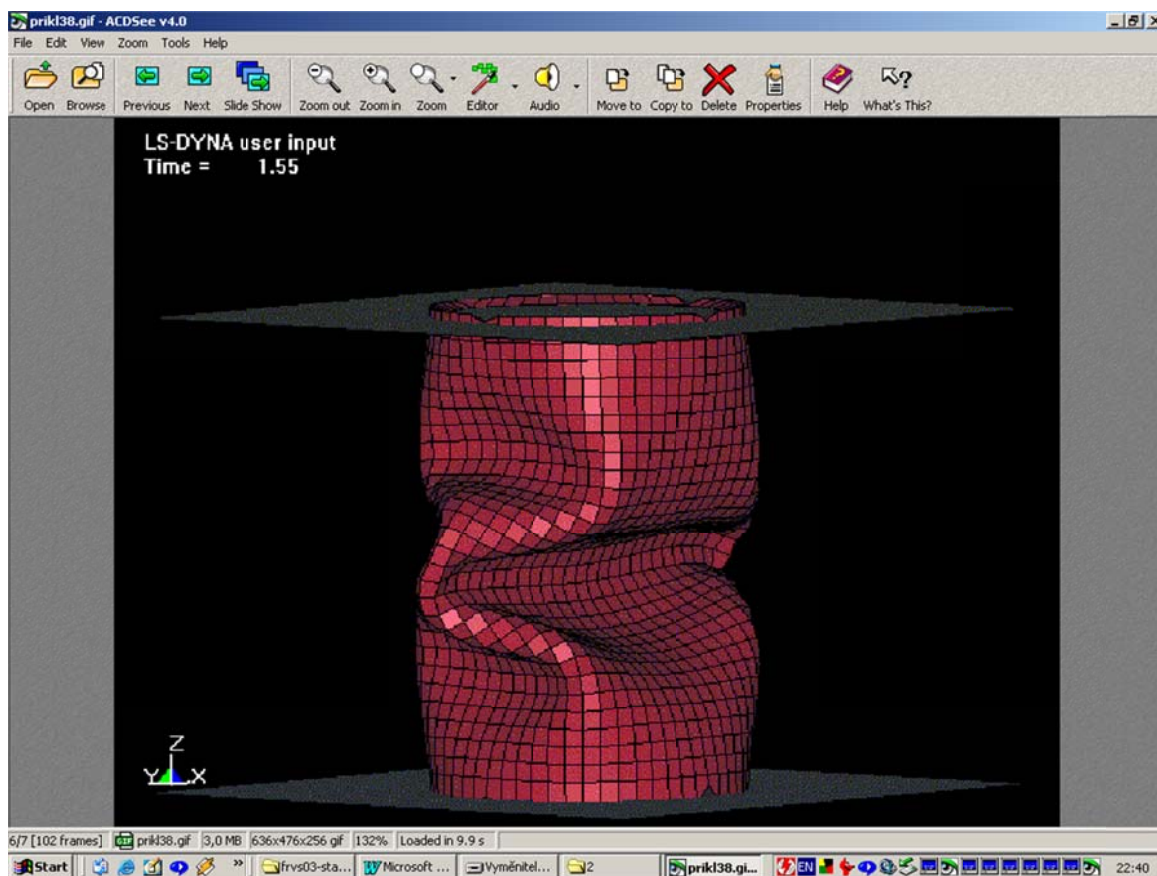 prikl38.gif - ACDSee v4.0
File Edit View Zoom Tools Help
Open Browse Previous Next Slide Show Zoom out Zoom in Zoom Editor Audio Move to Copy to Delete Properties Help What's This?
LS-DYNA user input
Time = 1.55
Z
Y X
6/7 [102 frames] prikl38.gif 3,0 MB 636x476x256 gif 132% Loaded in 9.9 s
Start » frvs03-sta... Microsoft ... Vyměnitel... 2 prikl38.gi... EN 22:40